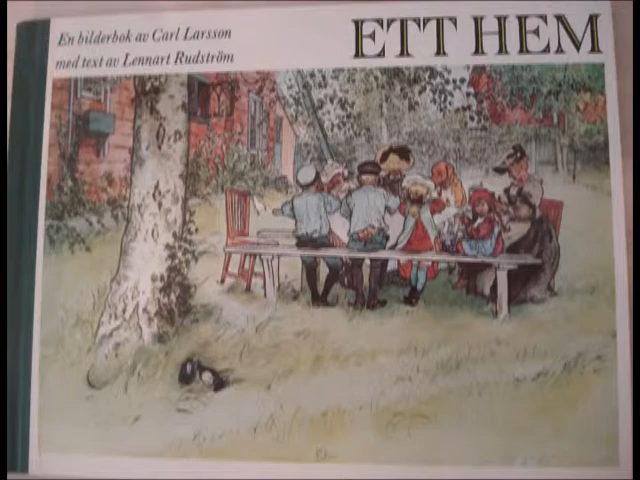 En bilderbok av Carl Larsson
med text av Lennart Rudström
ETT HEM